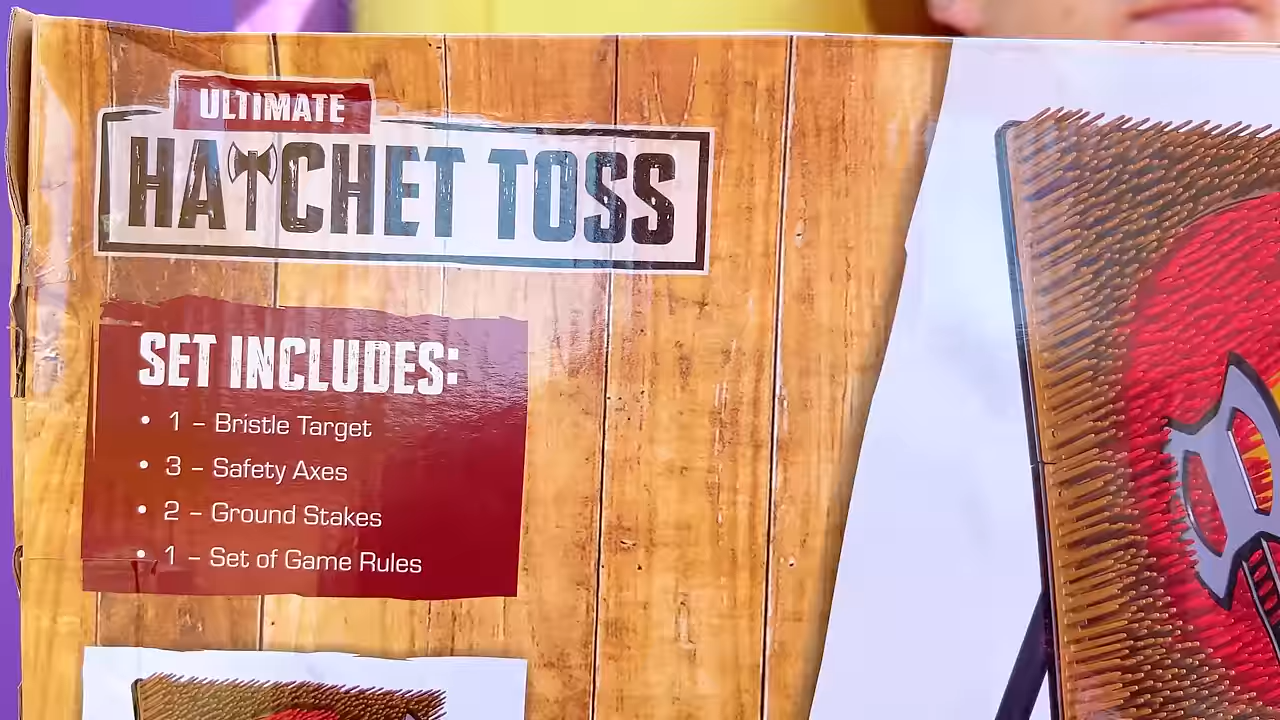 ULTIMATE
HATCHET TOSS
SET INCLUDES:
• 1 – Bristle Target
• 3 – Safety Axes
• 2 – Ground Stakes
• 1 – Set of Game Rules